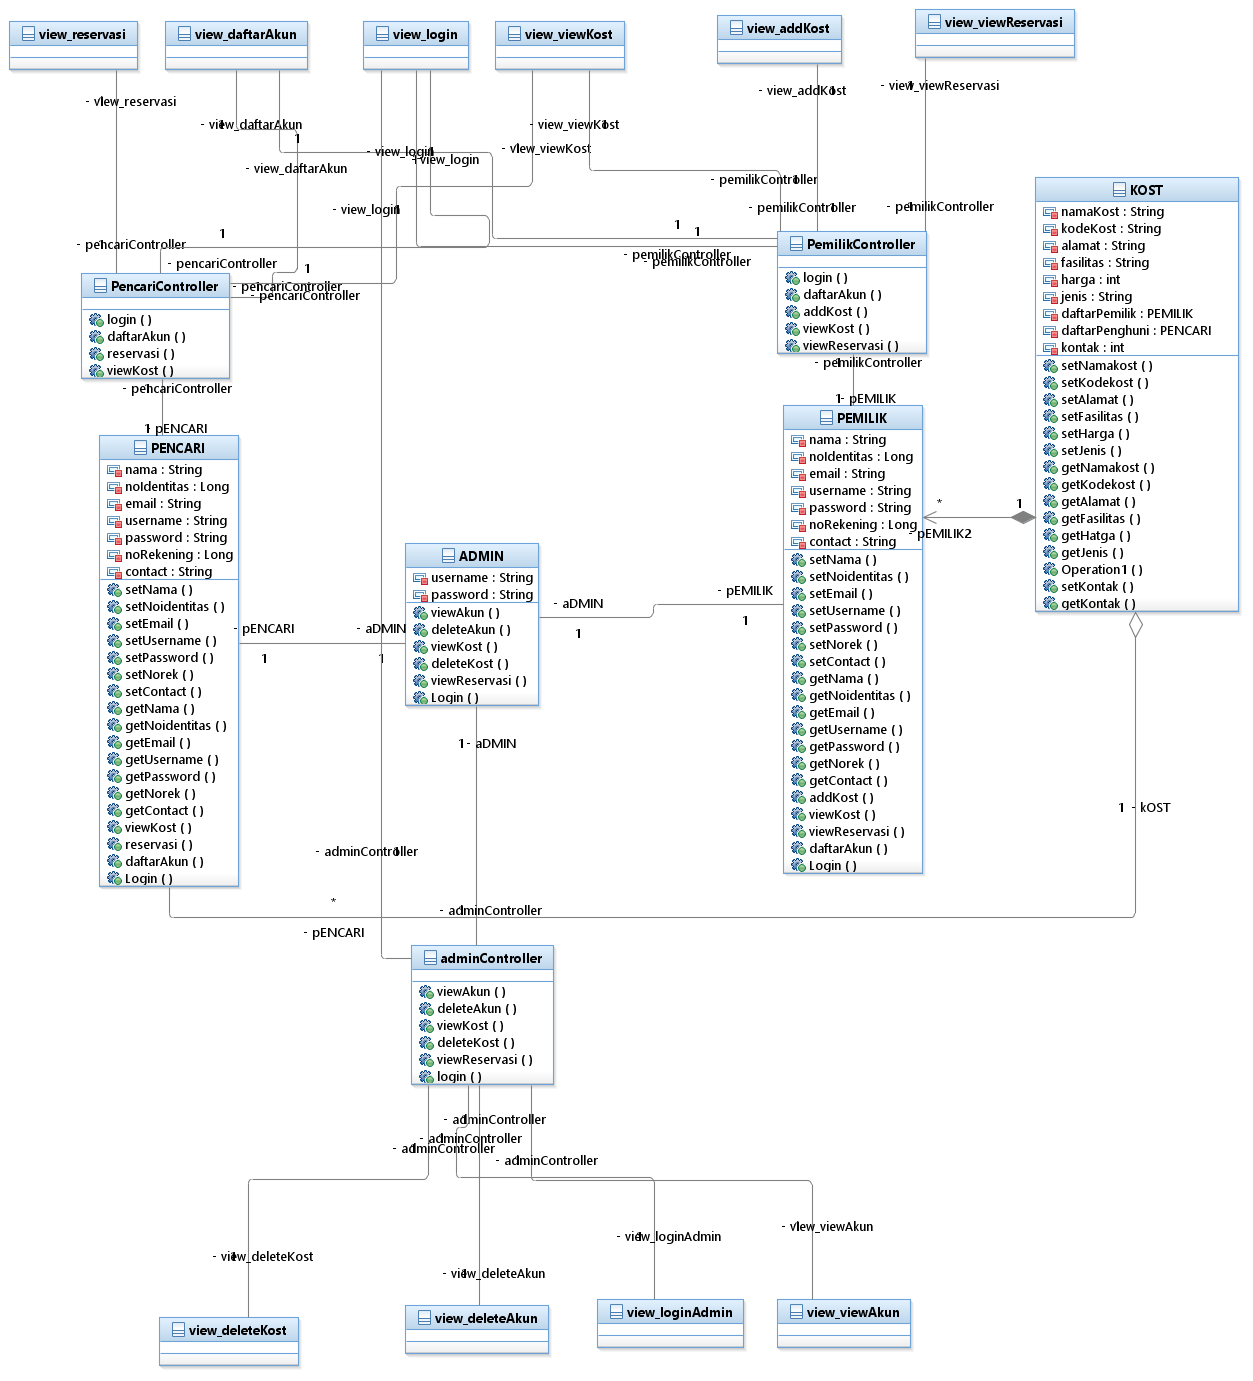 view_reservasi
view_daftarAkun
view_login
view_viewKost
view_addKost
view_viewReservasi
- view_reservasi
- view_daftarAkun
1
- view_daftarAkun
- view_login
- view_login
- view_login
- view_viewKost
- view_viewKost
- view_addKost
- view_viewReservasi
- pemilikController
- pemilikController
- pemilikController
1
1
- pemilikController
- pemilikController
1
- pencariController
- pencariController
1
- pencariController
- pencariController
PencariController
login ( )
daftarAkun ( )
reservasi ( )
viewKost ( )
- pencariController
1 - pENCARI
PENCARI
nama : String
noIdentitas : Long
email : String
username : String
password : String
noRekening : Long
contact : String
setNama ( )
setNoidentitas ( )
setEmail ( )
setUsername ( )
setPassword ( )
setNorek ( )
setContact ( )
getNama ( )
getNoidentitas ( )
getEmail ( )
getUsername ( )
getPassword ( )
getNorek ( )
getContact ( )
viewKost ( )
reservasi ( )
daftarAkun ( )
Login ( )
PemilikController
login ( )
daftarAkun ( )
addKost ( )
viewKost ( )
viewReservasi ( )
- pemilikController
1 - pEMILIK
PEMILIK
nama : String
noIdentitas : Long
email : String
username : String
password : String
noRekening : Long
contact : String
setNama ( )
setNoidentitas ( )
setEmail ( )
setUsername ( )
setPassword ( )
setNorek ( )
setContact ( )
getNama ( )
getNoidentitas ( )
getEmail ( )
getUsername ( )
getPassword ( )
getNorek ( )
getContact ( )
addKost ( )
viewKost ( )
viewReservasi ( )
daftarAkun ( )
Login ( )
KOST
namaKost : String
kodeKost : String
alamat : String
fasilitas : String
harga : int
jenis : String
daftarPemilik : PEMILIK
daftarPenghuni : PENCARI
kontak : int
setNamakost ( )
setKodekost ( )
setAlamat ( )
setFasilitas ( )
setHarga ( )
setJenis ( )
getNamakost ( )
getKodekost ( )
getAlamat ( )
getFasilitas ( )
getHatga ( )
getJenis ( )
Operation1 ( )
setKontak ( )
getKontak ( )
*
1
- pEMILIK2
ADMIN
username : String
password : String
viewAkun ( )
deleteAkun ( )
viewKost ( )
deleteKost ( )
viewReservasi ( )
Login ( )
- pENCARI
1
- aDMIN
1
- aDMIN
1
- pEMILIK
1
1 - aDMIN
1 - kOST
- adminController
*
- pENCARI
- adminController
adminController
viewAkun ( )
deleteAkun ( )
viewKost ( )
deleteKost ( )
viewReservasi ( )
login ( )
- adminController
- adminController
- adminController
- adminController
- view_deleteKost
- view_deleteAkun
- view_loginAdmin
- view_viewAkun
view_deleteKost
view_deleteAkun
view_loginAdmin
view_viewAkun